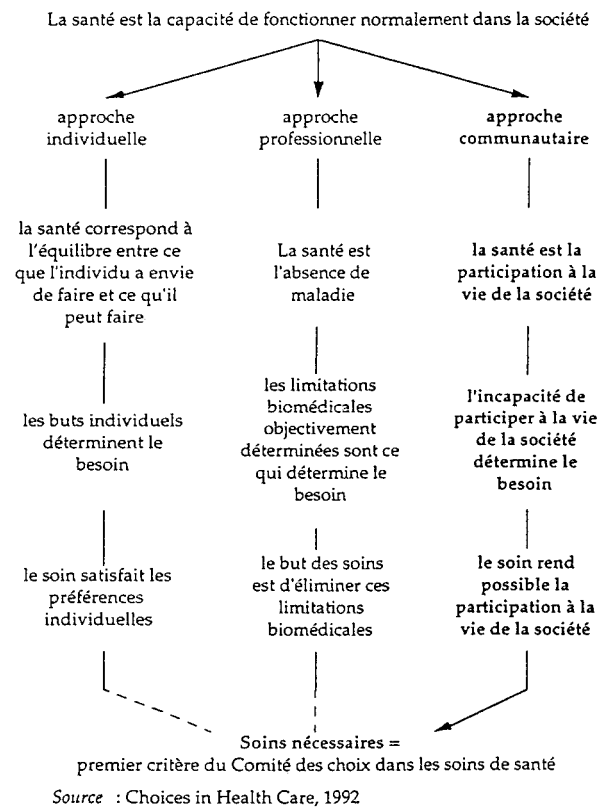 La santé est la capacité de fonctionner normalement dans la société
approche
individuelle
approche
professionnelle
approche
communautaire
la santé correspond à
l'équilibre entre ce
que l'individu a envie
de faire et ce qu'il
peut faire
La santé est
l'absence de
maladie
la santé est la
participation à la
vie de la société
les buts individuels
déterminent le
besoin
les limitations
biomédicales
objectivement
déterminées sont ce
qui détermine le
besoin
l'incapacité de
participer à la vie
de la société
détermine le
besoin
le soin satisfait les
préférences
individuelles
le but des soins
est d'éliminer ces
limitations
biomédicales
le soin rend
possible la
participation à la
vie de la société
Soins nécessaires =
premier critère du Comité des choix dans les soins de santé
Source : Choices in Health Care, 1992